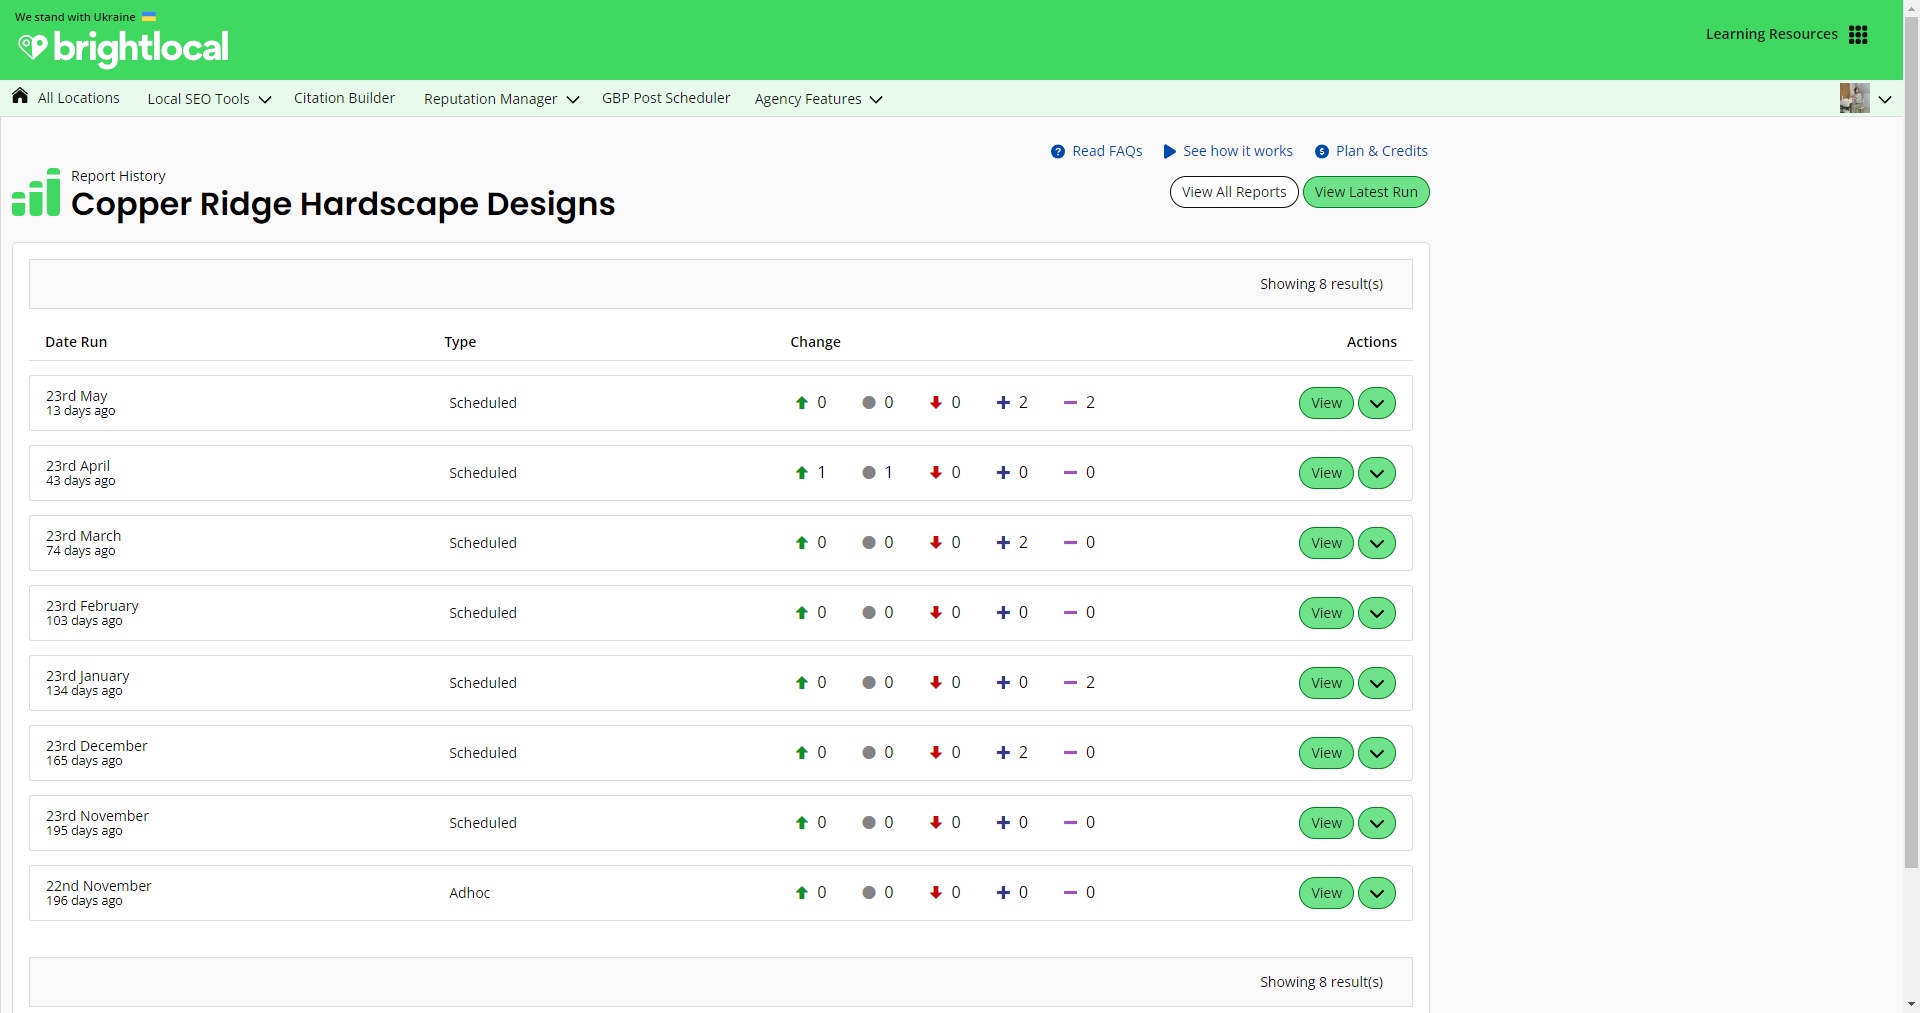 We stand with Ukraine
brightlocal
Learning Resources
All Locations Local SEO Tools Citation Builder Reputation Manager GBP Post Scheduler Agency Features
Read FAQs See how it works Plan & Credits
Report History
Copper Ridge Hardscape Designs
View All Reports View Latest Run
Showing 8 result(s)
Date Run Type Change Actions
23rd May
13 days ago
Scheduled 0 0 0 2 2 View
23rd April
43 days ago
Scheduled 1 1 0 0 0 View
23rd March
74 days ago
Scheduled 0 0 0 2 0 View
23rd February
103 days ago
Scheduled 0 0 0 0 0 View
23rd January
134 days ago
Scheduled 0 0 0 0 2 View
23rd December
165 days ago
Scheduled 0 0 0 2 0 View
23rd November
195 days ago
Scheduled 0 0 0 0 0 View
22nd November
196 days ago
Adhoc 0 0 0 0 0 View
Showing 8 result(s)